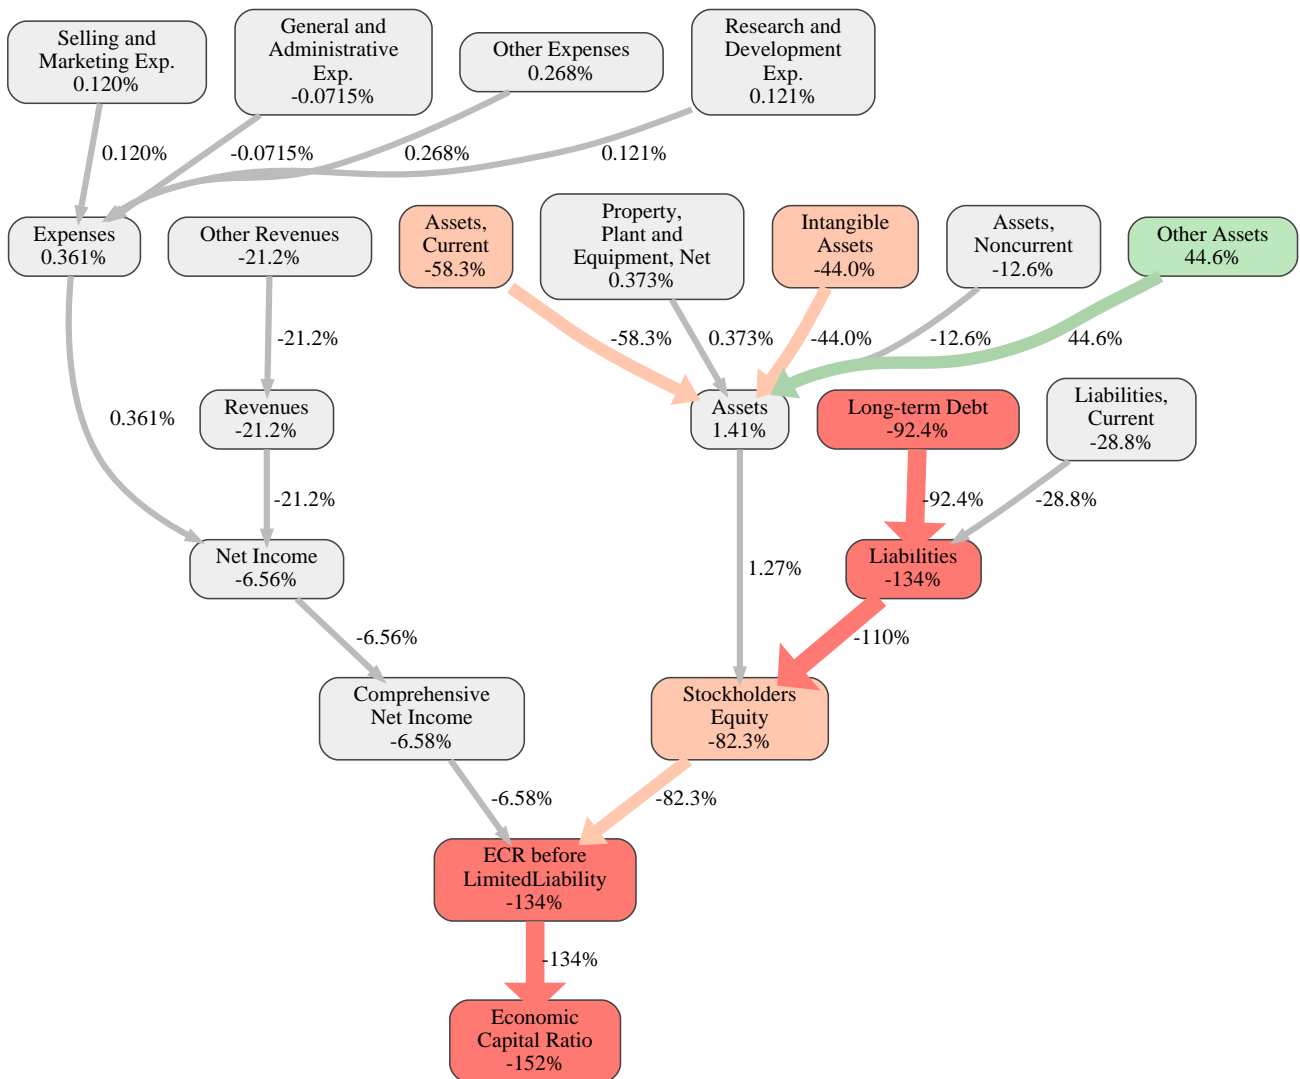 Selling and
Marketing Exp.
0.120%
General and
Administrative
Exp.
-0.0715%
Other Expenses
0.268%
Research and
Development
Exp.
0.121%
0.120%
-0.0715%
0.268%
0.121%
Expenses
0.361%
Other Revenues
-21.2%
Assets,
Current
-58.3%
Property,
Plant and
Equipment, Net
0.373%
Intangible
Assets
-44.0%
Assets,
Noncurrent
-12.6%
Other Assets
44.6%
-21.2%
-58.3%
0.373%
-44.0%
-12.6%
44.6%
0.361%
Revenues
-21.2%
Assets
1.41%
Long-term Debt
-92.4%
Liabilities,
Current
-28.8%
-21.2%
-92.4%
-28.8%
Net Income
-6.56%
1.27%
Liabilities
-134%
-6.56%
-110%
Comprehensive
Net Income
-6.58%
Stockholders
Equity
-82.3%
-6.58%
-82.3%
ECR before
LimitedLiability
-134%
-134%
Economic
Capital Ratio
-152%